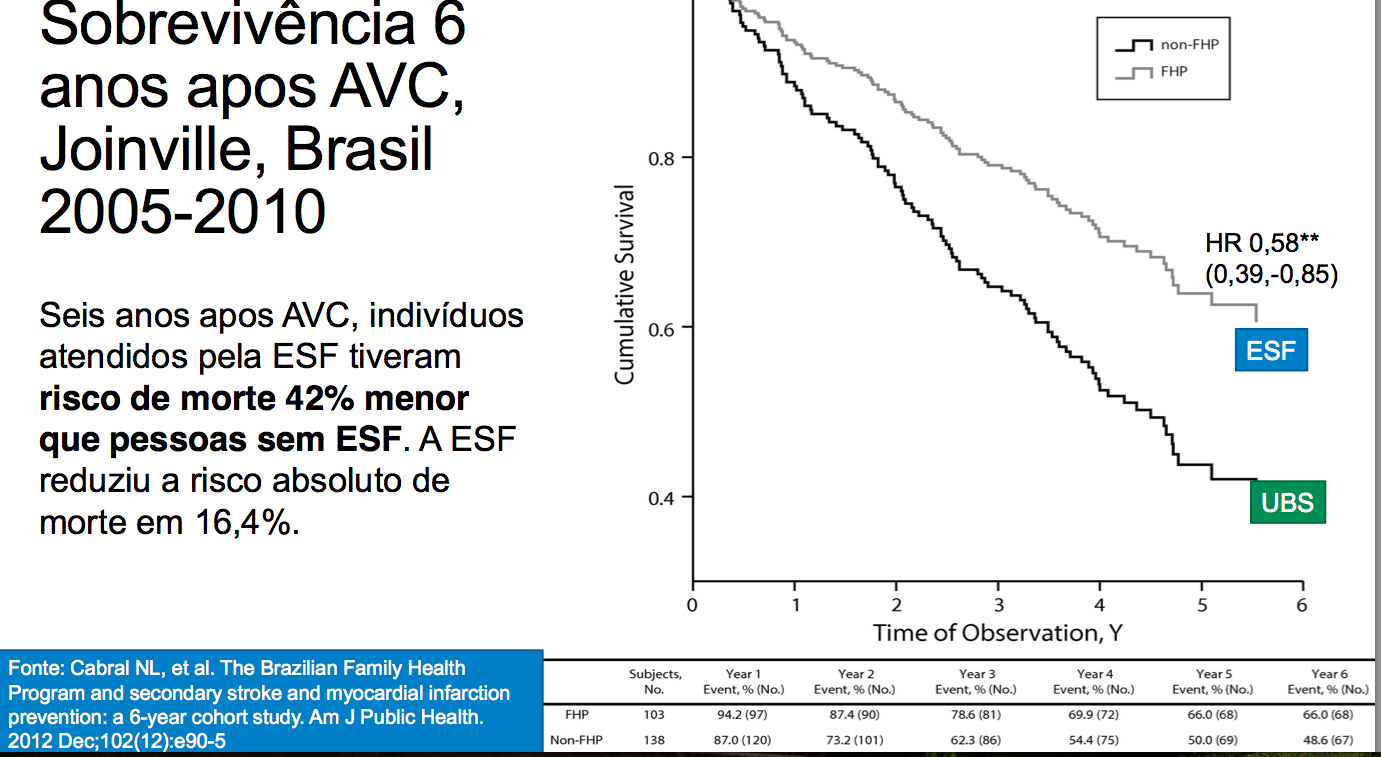 Sobrevivência 6
anos apos AVC,
Joinville, Brasil
2005-2010
Seis anos apos AVC, indivíduos
atendidos pela ESF tiveram
risco de morte 42% menor
que pessoas sem ESF. A ESF
reduziu a risco absoluto de
morte em 16,4%.
Fonte: Cabral NL, et al. The Brazilian Family Health
Program and secondary stroke and myocardial infarction
prevention: a 6-year cohort study. Am J Public Health.
2012 Dec;102(12):e90-5
non-FHP
FHP
Cumulative Survival
0.8
0.6
0.4
HR 0,58**
(0,39,-0,85)
ESF
UBS
0 1 2 3 4 5 6
Time of Observation, Y
Subjects, Year 1 Year 2 Year 3 Year 4 Year 5 Year 6
No. Event, % (No.) Event, % (No.) Event, % (No.) Event, % (No.) Event, % (No.) Event, % (No.)
FHP 103 94.2 (97) 87.4 (90) 78.6 (81) 69.9 (72) 66.0 (68) 66.0 (68)
Non-FHP 138 87.0 (120) 73.2 (101) 62.3 (86) 54.4 (75) 50.0 (69) 48.6 (67)